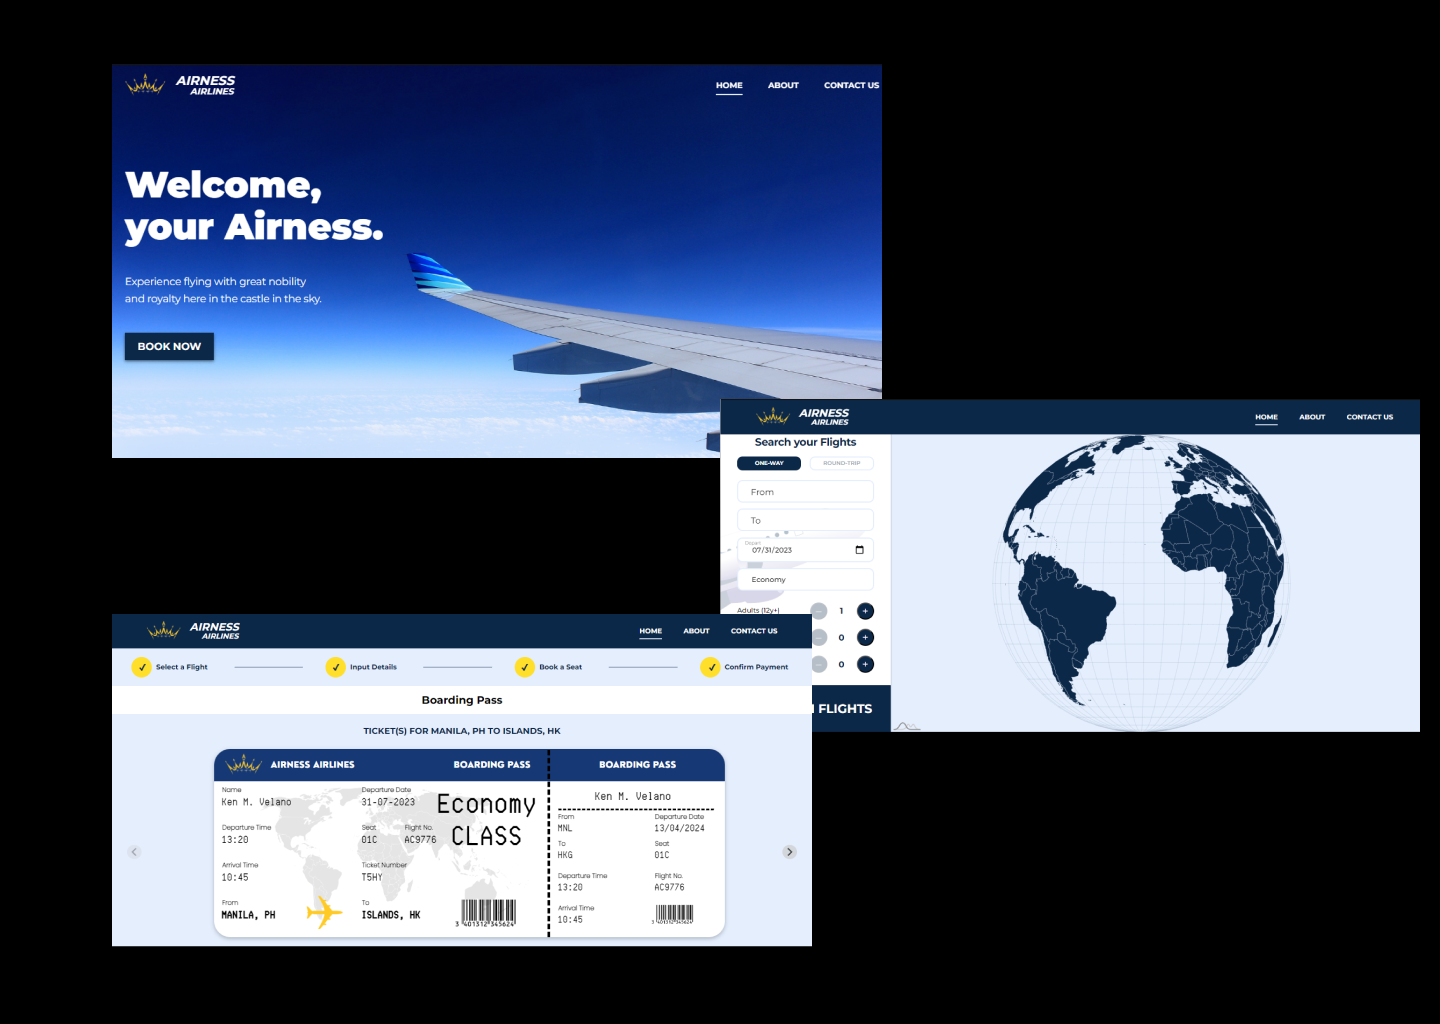 AIRNESS
AIRLINES
HOME ABOUT CONTACT US
Welcome,
your Airness.
Experience flying with great nobility
and royalty here in the castle in the sky.
BOOK NOW
AIRNESS
AIRLINES
HOME ABOUT CONTACT US
Search your Flights
ONE-WAY ROUND-TRIP
From
To
Depart
07/31/2023
Economy
Adults (12y+) − 1 +
− 0 +
− 0 +
FLIGHTS
AIRNESS
AIRLINES
HOME ABOUT CONTACT US
Select a Flight Input Details Book a Seat Confirm Payment
Boarding Pass
TICKET(S) FOR MANILA, PH TO ISLANDS, HK
AIRNESS AIRLINES BOARDING PASS
Name Departure Date
Ken M. Velano 31-07-2023
Economy
CLASS
Departure Time Seat Flight No.
13:20 01C AC9776
Arrival Time Ticket Number
10:45 T5HY
From To
MANILA, PH ISLANDS, HK
3 401312 345624
BOARDING PASS
Ken M. Velano
From Departure Date
MNL 13/04/2024
To Seat
HKG 01C
Departure Time Flight No.
13:20 AC9776
Arrival Time
10:45
3 401312 345624